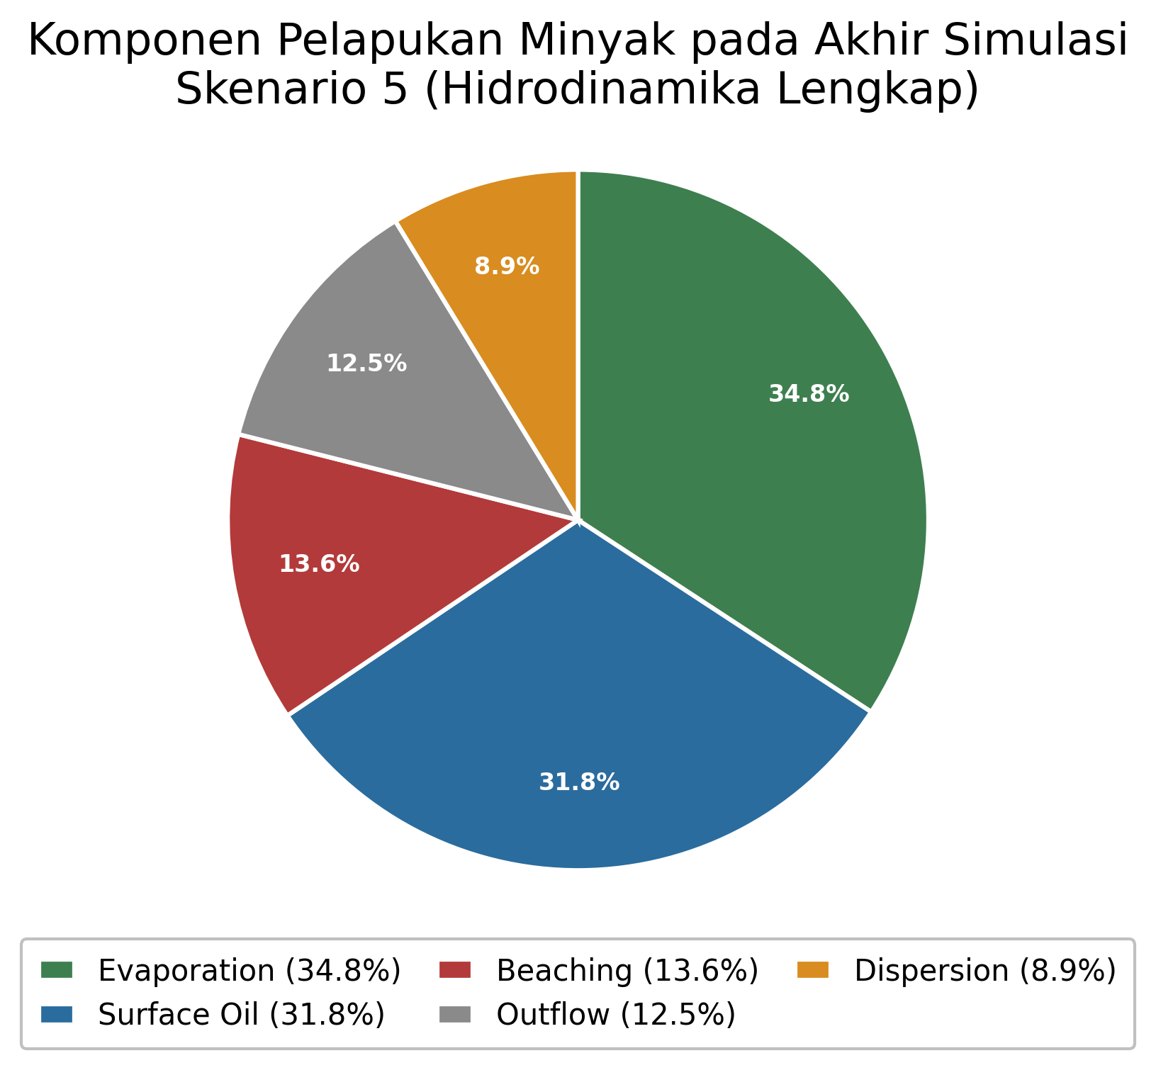 Komponen Pelapukan Minyak pada Akhir Simulasi
Skenario 5 (Hidrodinamika Lengkap)
8.9%
34.8%
12.5%
13.6%
31.8%
Evaporation (34.8%)
Surface Oil (31.8%)
Beaching (13.6%)
Outflow (12.5%)
Dispersion (8.9%)